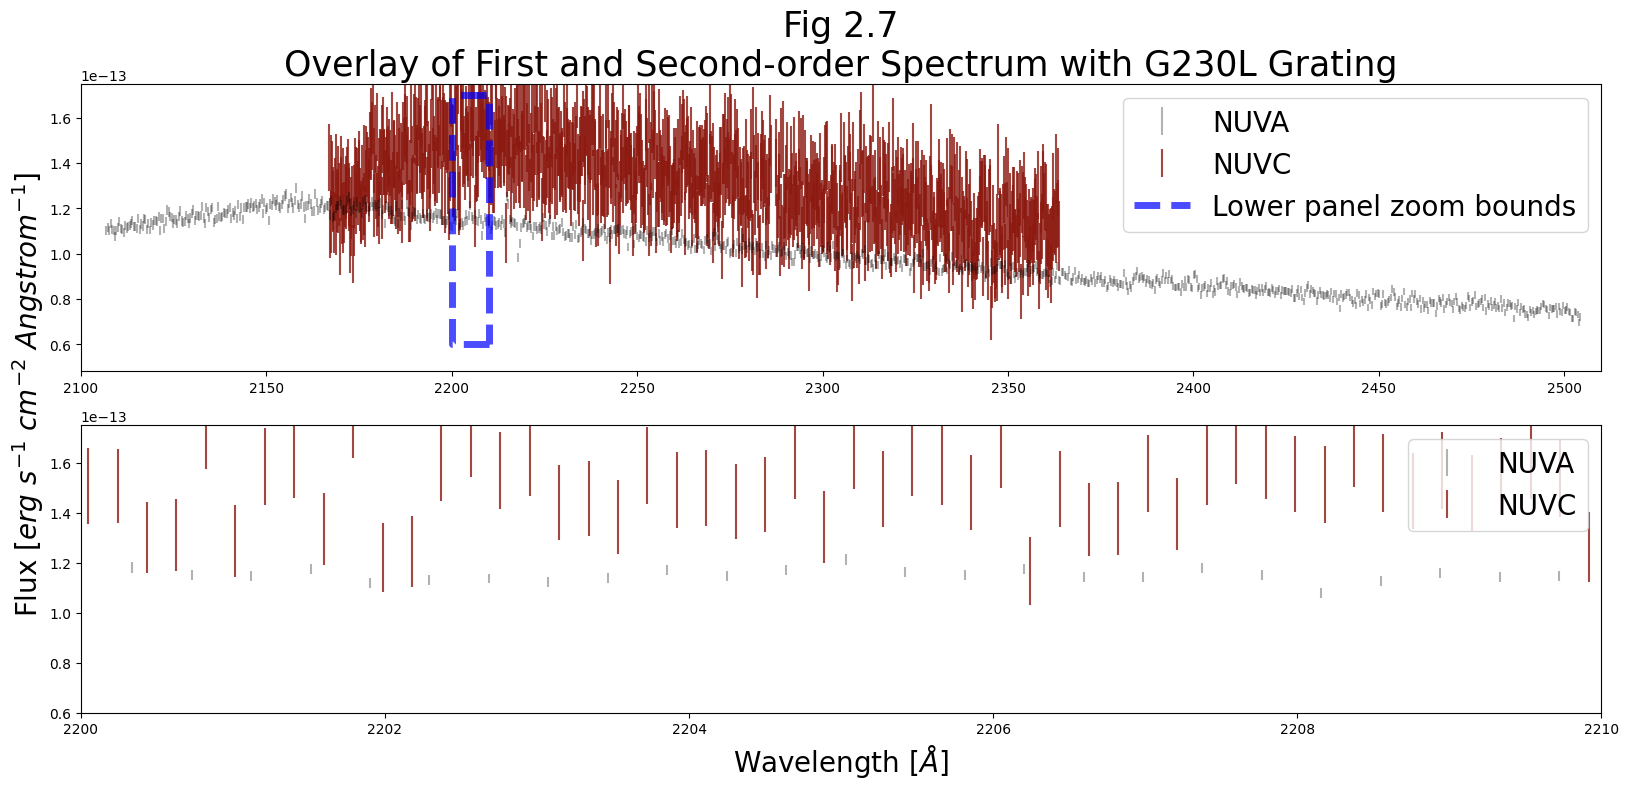 Fig 2.7
Overlay of First and Second-order Spectrum with G230L Grating
1e−13
1.6
1.4
1.2
1.0
0.8
0.6
NUVA
NUVC
Lower panel zoom bounds
2100 2150 2200 2250 2300 2350 2400 2450 2500
Flux [erg s⁻¹ cm⁻² Angstrom⁻¹]
1e−13
1.6
1.4
1.2
1.0
0.8
0.6
NUVA
NUVC
2200 2202 2204 2206 2208 2210
Wavelength [Å]